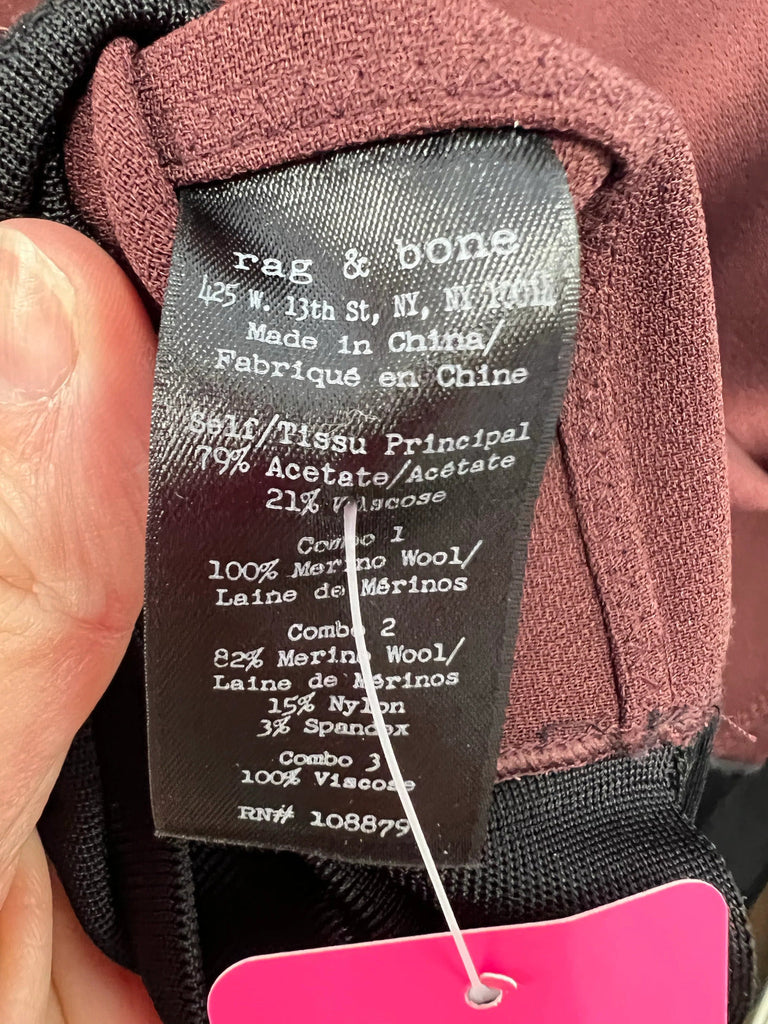 rag & bone
425 W. 13th St, NY, NY 10014
Made in China/
Fabriqué en Chine
Self/Tissu Principal
79% Acetate/Acétate
21% Viscose
Combo 1
100% Merino Wool/
Laine de Mérinos
Combo 2
82% Merino Wool/
Laine de Mérinos
15% Nylon
3% Spandex
Combo 3
100% Viscose
RN# 108879